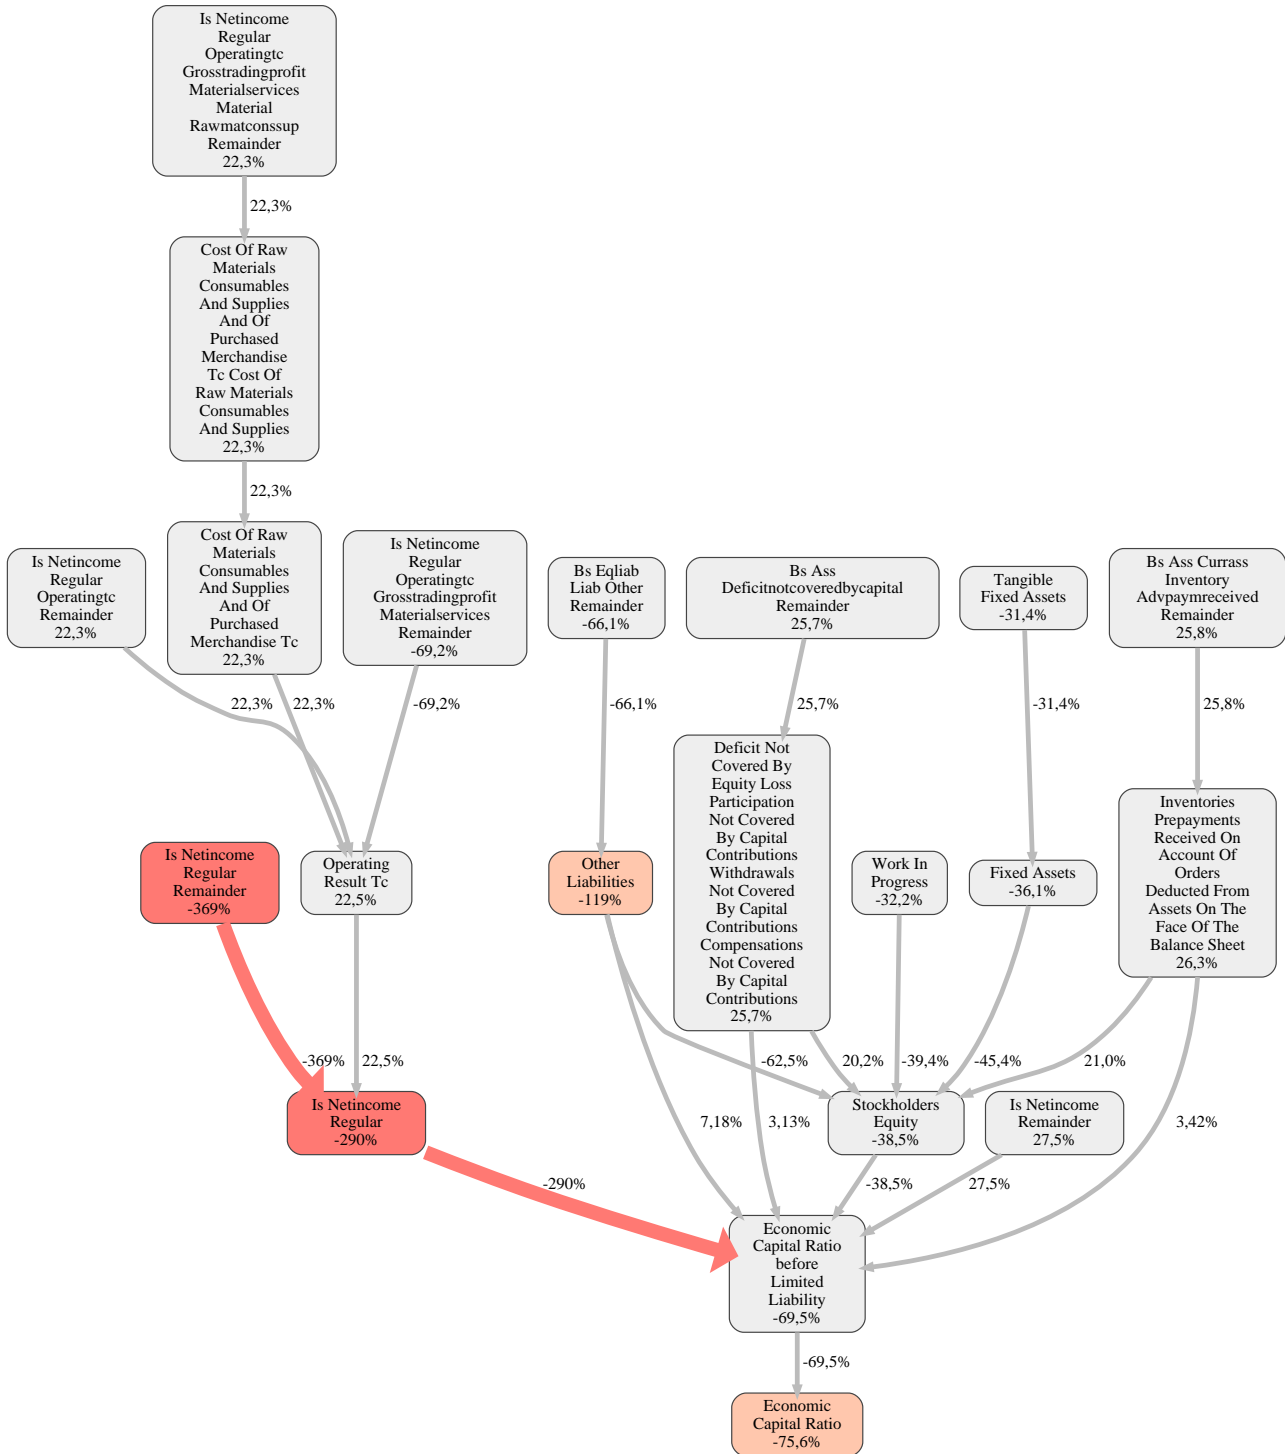 Is Netincome
Regular
Operatingtc
Grosstradingprofit
Materialservices
Material
Rawmatconssup
Remainder
22,3%
22,3%
Cost Of Raw
Materials
Consumables
And Supplies
And Of
Purchased
Merchandise
Tc Cost Of
Raw Materials
Consumables
And Supplies
22,3%
22,3%
Is Netincome
Regular
Operatingtc
Remainder
22,3%
Cost Of Raw
Materials
Consumables
And Supplies
And Of
Purchased
Merchandise Tc
22,3%
Is Netincome
Regular
Operatingtc
Grosstradingprofit
Materialservices
Remainder
-69,2%
Bs Eqliab
Liab Other
Remainder
-66,1%
Bs Ass
Deficitnotcoveredbycapital
Remainder
25,7%
Tangible
Fixed Assets
-31,4%
Bs Ass Currass
Inventory
Advpaymreceived
Remainder
25,8%
22,3%
22,3%
-69,2%
-66,1%
25,7%
-31,4%
25,8%
Is Netincome
Regular
Remainder
-369%
Operating
Result Tc
22,5%
Other
Liabilities
-119%
Deficit Not
Covered By
Equity Loss
Participation
Not Covered
By Capital
Contributions
Withdrawals
Not Covered
By Capital
Contributions
Compensations
Not Covered
By Capital
Contributions
25,7%
Work In
Progress
-32,2%
Fixed Assets
-36,1%
Inventories
Prepayments
Received On
Account Of
Orders
Deducted From
Assets On The
Face Of The
Balance Sheet
26,3%
-369%
22,5%
-62,5%
20,2%
-39,4%
-45,4%
21,0%
Is Netincome
Regular
-290%
7,18%
3,13%
Stockholders
Equity
-38,5%
Is Netincome
Remainder
27,5%
3,42%
-290%
-38,5%
27,5%
Economic
Capital Ratio
before
Limited
Liability
-69,5%
-69,5%
Economic
Capital Ratio
-75,6%